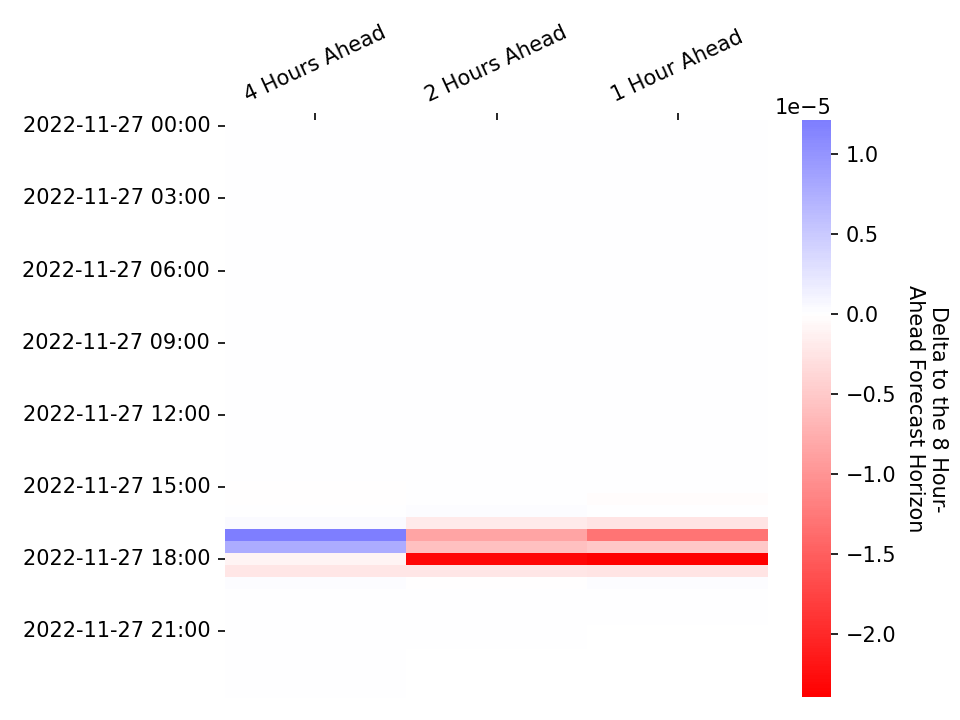 4 Hours Ahead
2 Hours Ahead
1 Hour Ahead
1e−5
2022-11-27 00:00
2022-11-27 03:00
2022-11-27 06:00
2022-11-27 09:00
2022-11-27 12:00
2022-11-27 15:00
2022-11-27 18:00
2022-11-27 21:00
1.0
0.5
0.0
−0.5
−1.0
−1.5
−2.0
Delta to the 8 Hour-
Ahead Forecast Horizon